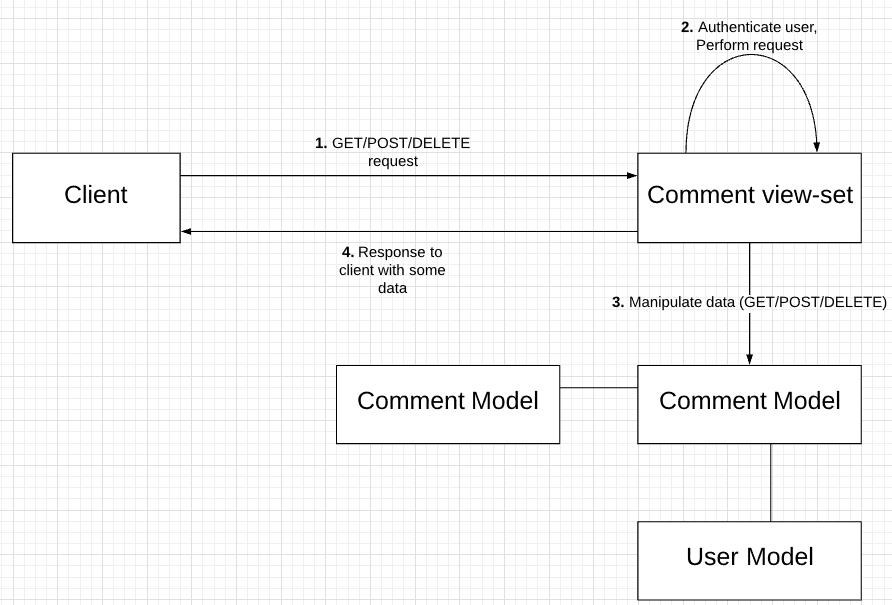 2. Authenticate user,
Perform request
1. GET/POST/DELETE
request
Client
Comment view-set
4. Response to
client with some
data
3. Manipulate data (GET/POST/DELETE)
Comment Model
Comment Model
User Model